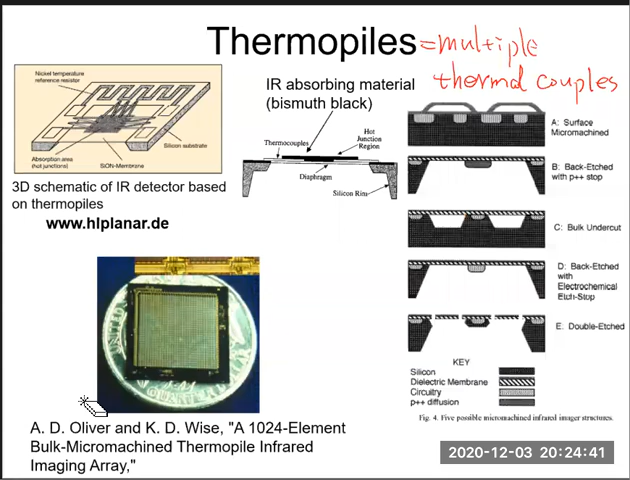 Thermopiles
=multiple
thermal couples
Nickel temperature
reference resistor
Absorption area
(hot junctions)
SiON-Membrane
Silicon substrate
3D schematic of IR detector based
on thermopiles
www.hlplanar.de
IR absorbing material
(bismuth black)
Thermocouples
Hot
Junction
Region
Diaphragm
Silicon Rim
A: Surface
Micromachined
B: Back-Etched
with p++ stop
C: Bulk Undercut
D: Back-Etched
with
Electrochemical
Etch-Stop
E. Double-Etched
KEY
Silicon
Dielectric Membrane
Circuitry
p++ diffusion
Fig. 4. Five possible micromachined infrared imager structures.
UNITED
A. D. Oliver and K. D. Wise, "A 1024-Element
Bulk-Micromachined Thermopile Infrared
Imaging Array,"
2020-12-03 20:24:41